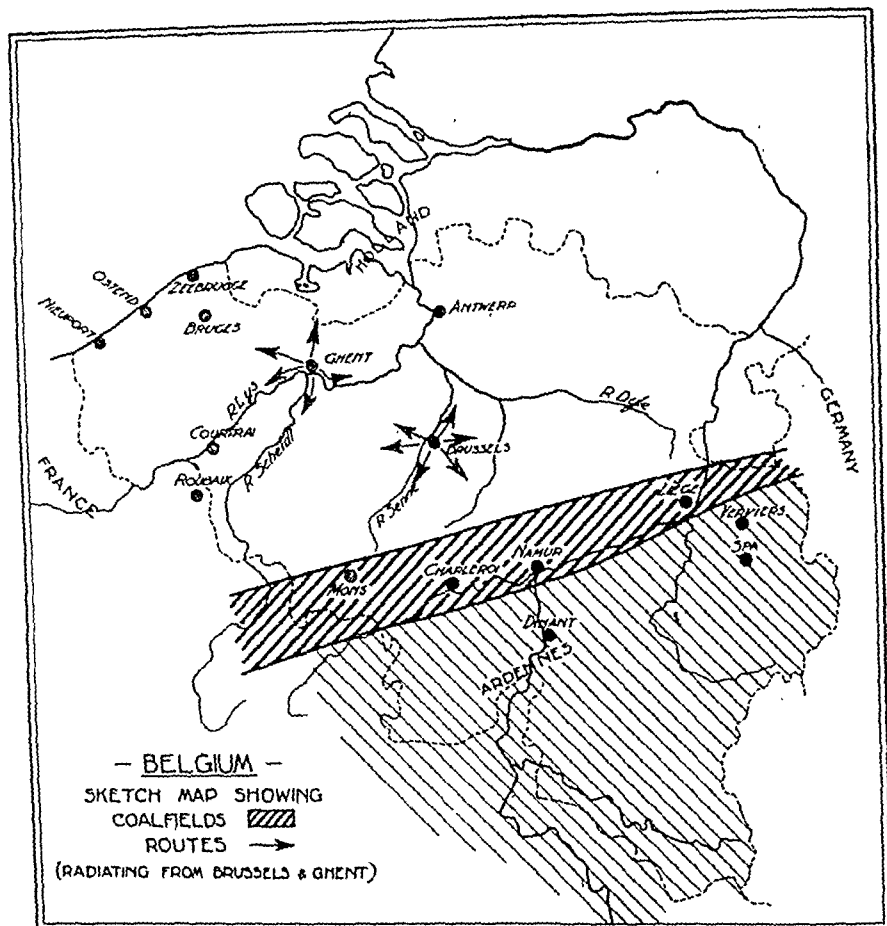 HOLLAND
ZEEBRUGGE
OSTEND
NIEUPORT
BRUGES
ANTWERP
GHENT
R Lys
R Dyle
GERMANY
COURTRAI
R Scheldt
BRUSSELS
FRANCE
ROUBAIX
R Senne
LIEGE
VERVIERS
SPA
NAMUR
CHARLEROI
MONS
DINANT
ARDENNES
- BELGIUM -
SKETCH MAP SHOWING
COALFIELDS
ROUTES
(RADIATING FROM BRUSSELS & GHENT)